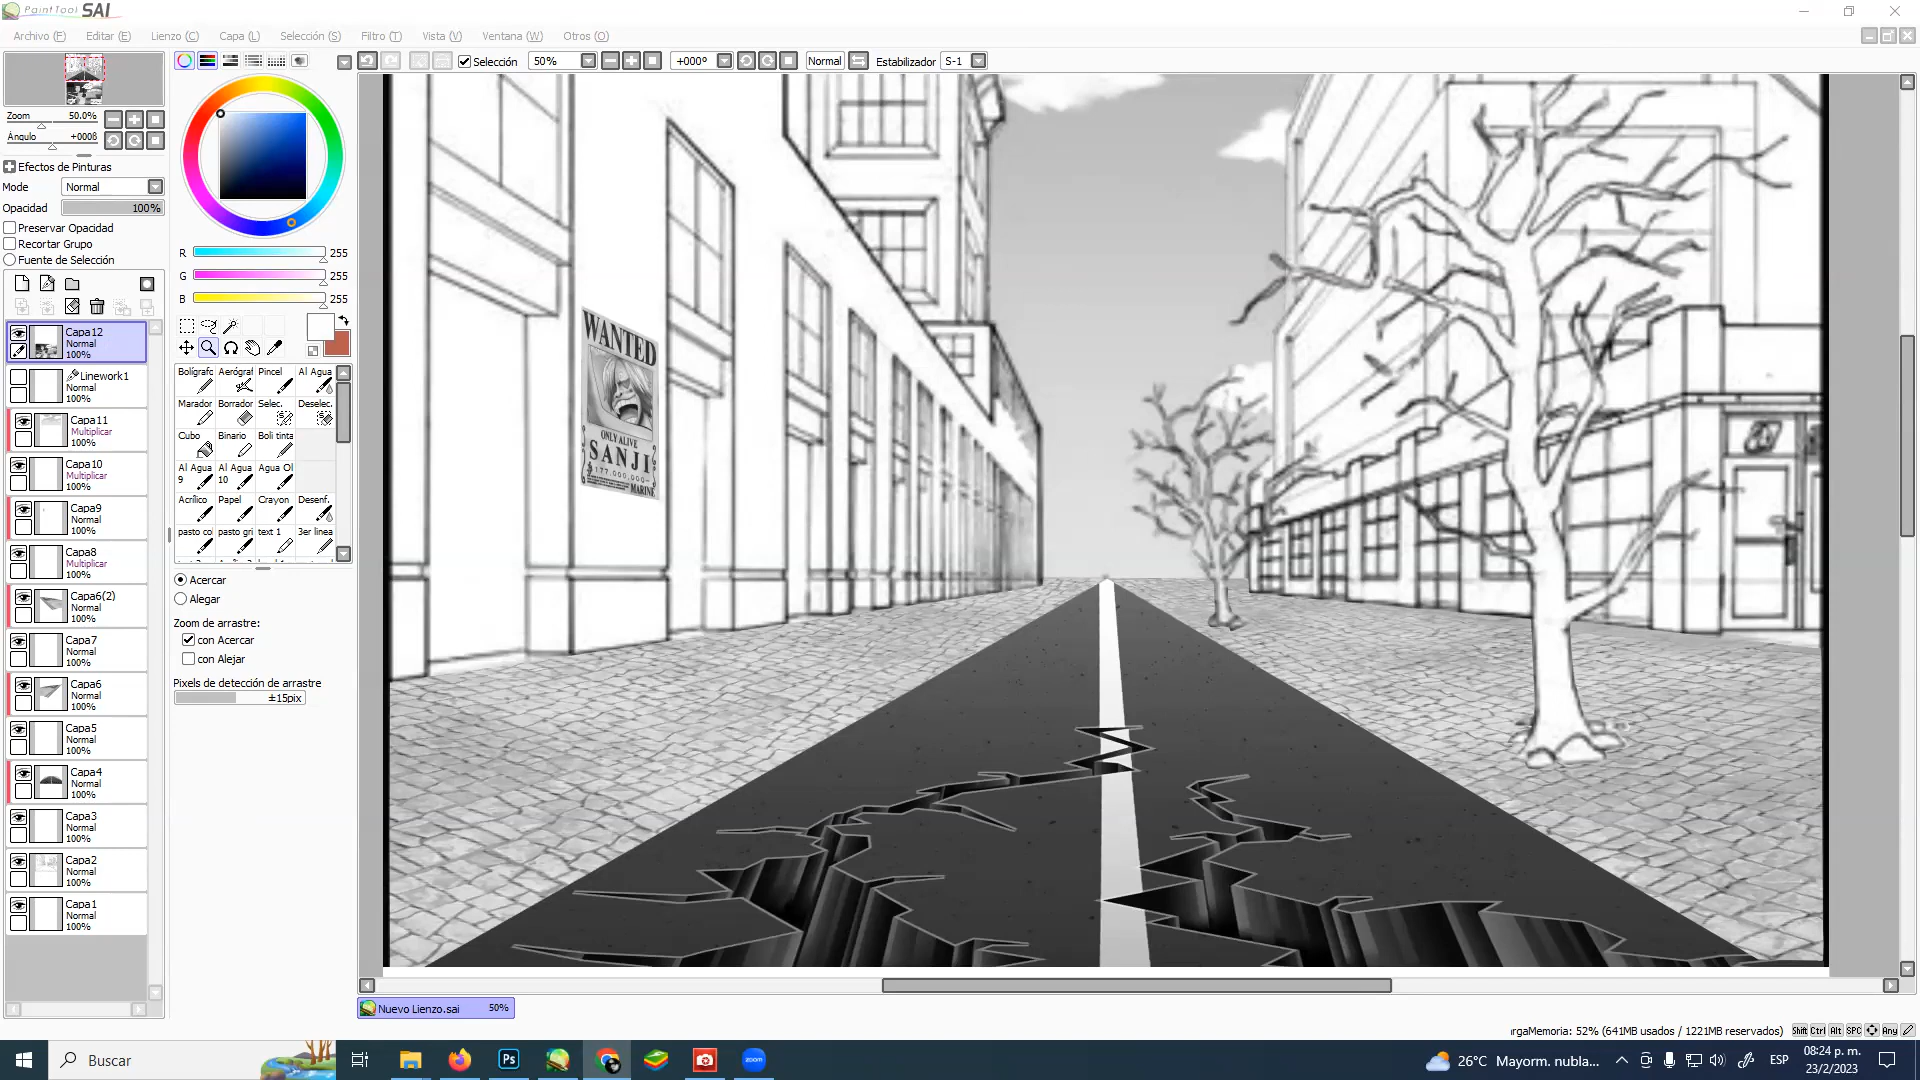 PaintTool SAI
Archivo (F) Editar (E) Lienzo (C) Capa (L) Selección (S) Filtro (T) Vista (V) Ventana (W) Otros (O)
Selección 50% +000º Normal Estabilizador S-1
Zoom 50.0%
Ángulo +000ß
Efectos de Pinturas
Mode Normal
Opacidad 100%
Preservar Opacidad
Recortar Grupo
Fuente de Selección
Capa12
Normal
100%
Linework1
Normal
100%
Capa11
Multiplicar
100%
Capa10
Multiplicar
100%
Capa9
Normal
100%
Capa8
Multiplicar
100%
Capa6(2)
Normal
100%
Capa7
Normal
100%
Capa6
Normal
100%
Capa5
Normal
100%
Capa4
Normal
100%
Capa3
Normal
100%
Capa2
Normal
100%
Capa1
Normal
100%
R 255
G 255
B 255
Bolígrafo Aerógraf Pincel Al Agua
Marador Borrador Selec. Deselec.
Cubo Binario Boli tinta
Al Agua 9 Al Agua 10 Agua Ol
Acrílico Papel Crayon Desenf.
pasto co pasto gri text 1 3er linea
Acercar
Alegar
Zoom de arrastre:
con Acercar
con Alejar
Pixels de detección de arrastre
±15pix
WANTED
ONLY ALIVE
SANJI
177.000.000-
MARINE
Nuevo Lienzo.sai 50%
rgaMemoria: 52% (641MB usados / 1221MB reservados) Shift Ctrl Alt SPC Any
Buscar
Ps
zoom
26°C Mayorm. nubla...
ESP
08:24 p. m.
23/2/2023